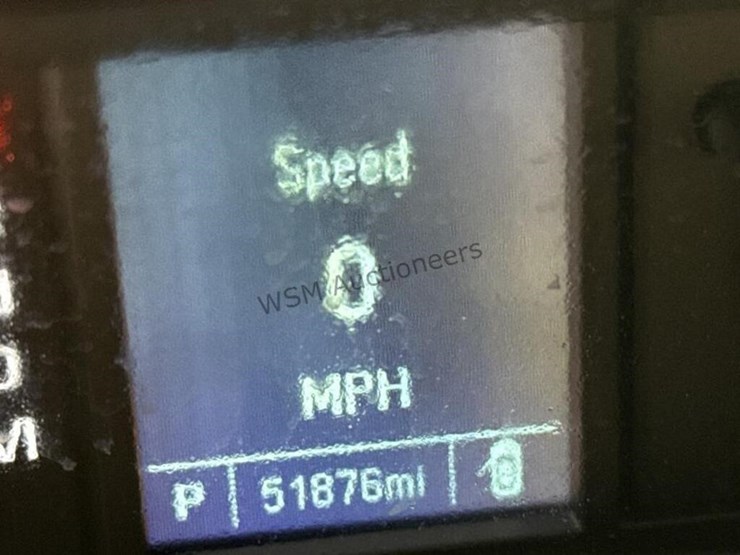 Speed
0
WSM Auctioneers
MPH
P 51876mi